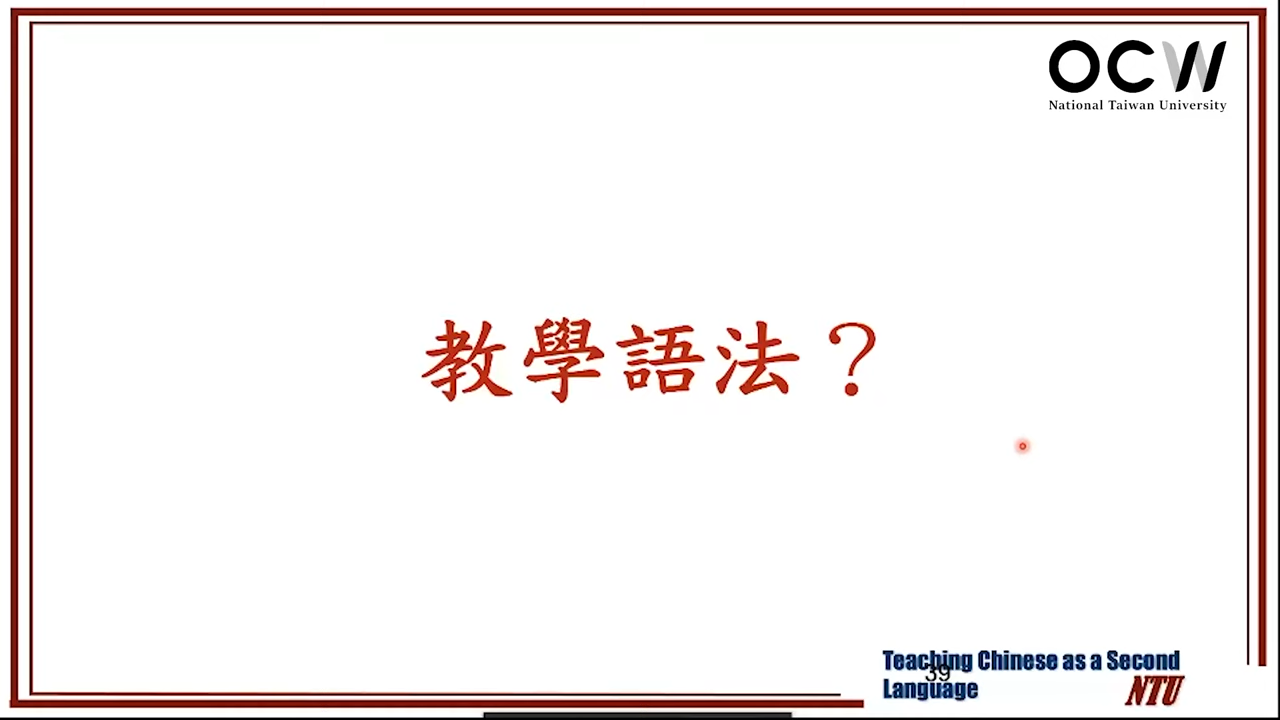 OCW
National Taiwan University
教學語法？
Teaching Chinese as a Second
39
Language
NTU